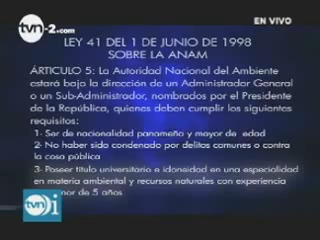 tvn-2.com
EN VIVO
LEY 41 DEL 1 DE JUNIO DE 1998
SOBRE LA ANAM
ÁRTICULO 5: La Autoridad Nacional del Ambiente
estará bajo la dirección de un Administrador General
o un Sub-Administrador, nombrados por el Presidente
de la República, quienes deben cumplir los siguientes
requisitos:
1- Ser de nacionalidad panameño y mayor de edad
2- No haber sido condenado por delitos comunes o contra
la cosa pública
3- Poseer título universitario e idoneidad en una especialidad
en materia ambiental y recursos naturales con experiencia
nor de 5 años
tvn i